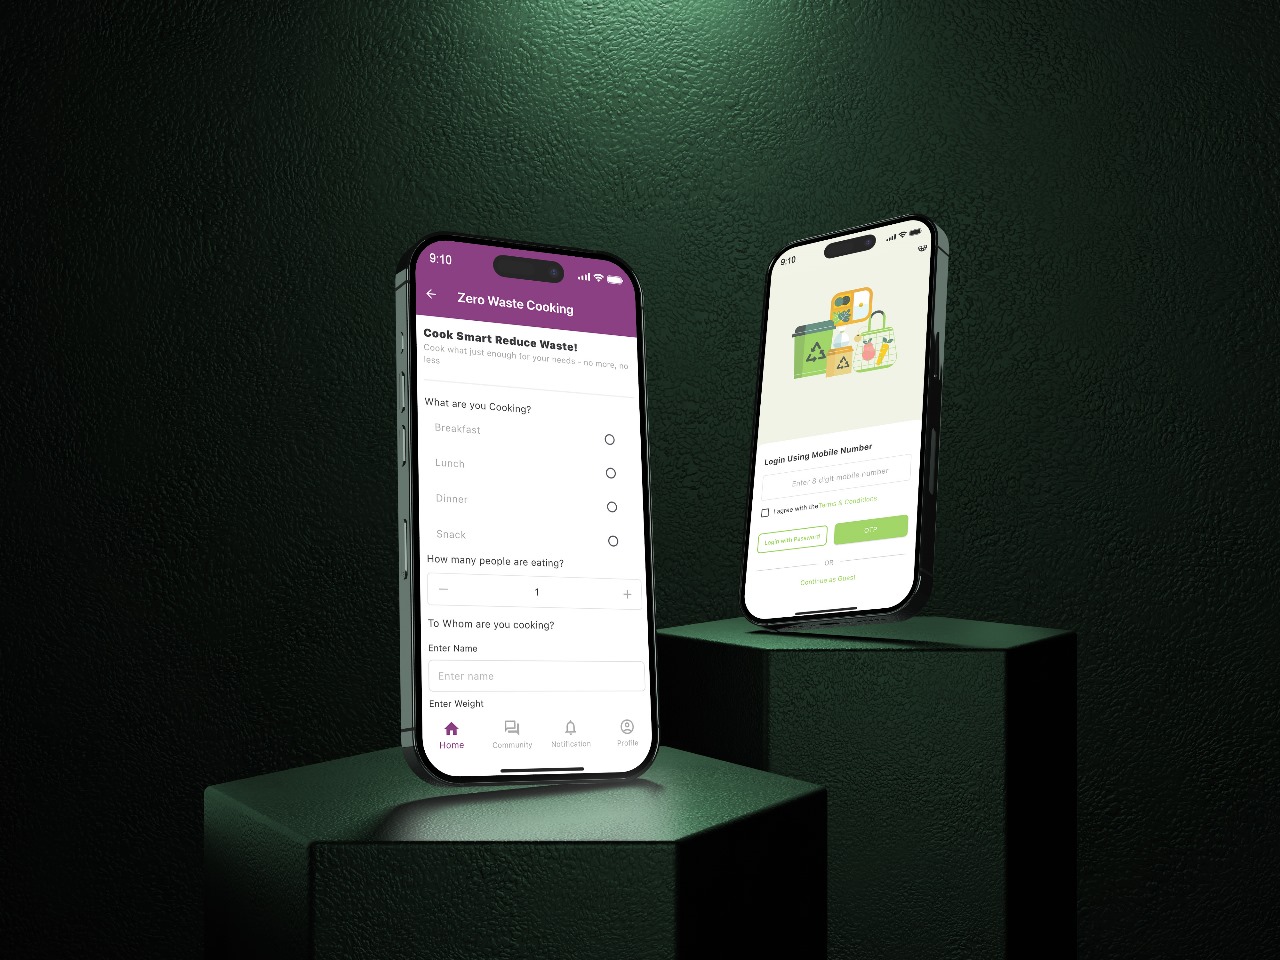 9:10
Zero Waste Cooking
Cook Smart Reduce Waste!
Cook what just enough for your needs - no more, no
less
What are you Cooking?
Breakfast
Lunch
Dinner
Snack
How many people are eating?
1
To Whom are you cooking?
Enter Name
Enter name
Enter Weight
Home
Community
Notification
Profile
9:10
Login Using Mobile Number
Enter 8 digit mobile number
I agree with the Terms & Conditions
Login with Password
OTP
OR
Continue as Guest